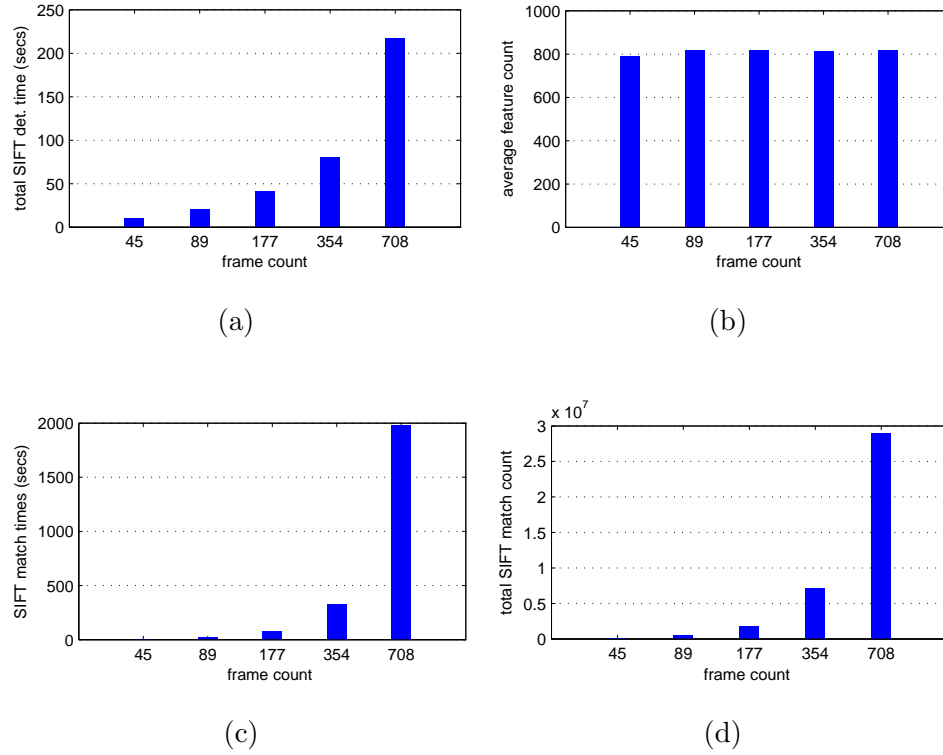 250
200
150
100
50
0
total SIFT det. time (secs)
45 89 177 354 708
frame count
(a)
1000
800
600
400
200
0
average feature count
45 89 177 354 708
frame count
(b)
2000
1500
1000
500
0
SIFT match times (secs)
45 89 177 354 708
frame count
(c)
x 10^7
3
2.5
2
1.5
1
0.5
0
total SIFT match count
45 89 177 354 708
frame count
(d)